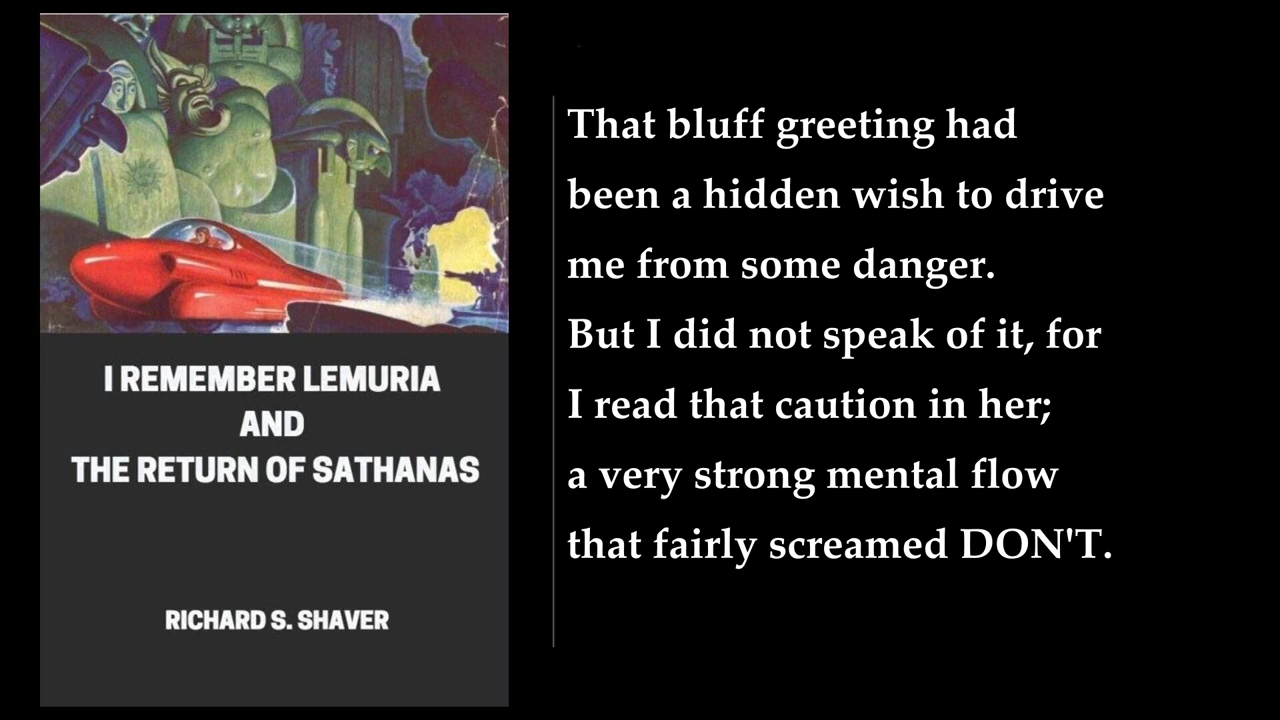 I REMEMBER LEMURIA
AND
THE RETURN OF SATHANAS
RICHARD S. SHAVER
That bluff greeting had
been a hidden wish to drive
me from some danger.
But I did not speak of it, for
I read that caution in her;
a very strong mental flow
that fairly screamed DON'T.